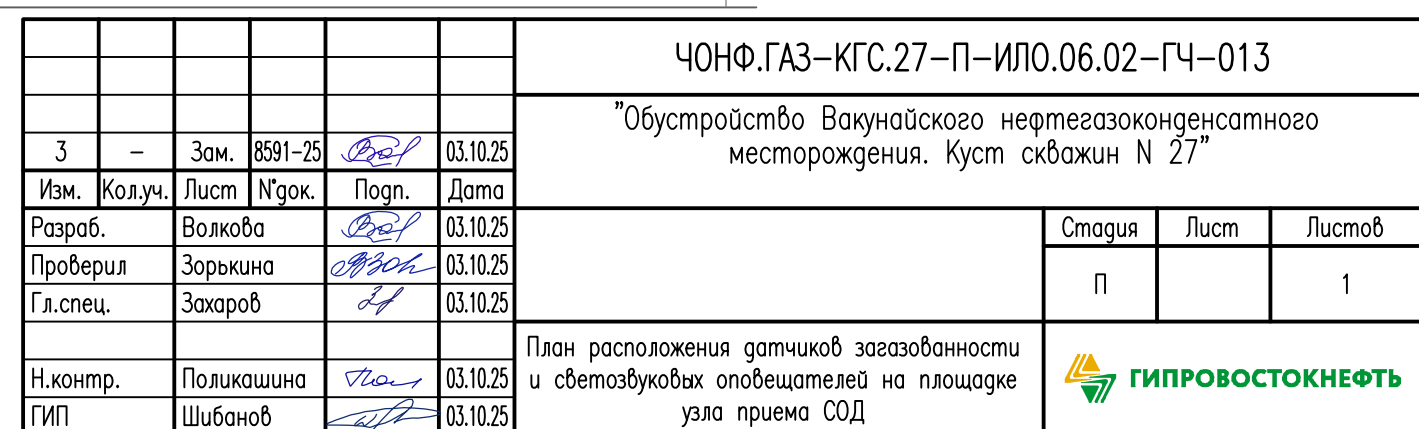 ЧОНФ.ГАЗ-КГС.27-П-ИЛО.06.02-ГЧ-013
"Обустройство Вакунайского нефтегазоконденсатного
месторождения. Куст скважин N 27"
3 - Зам. 8591-25 03.10.25
Изм. Кол.уч. Лист N°док. Подп. Дата
Разраб. Волкова 03.10.25
Проверил Зорькина 03.10.25
Гл.спец. Захаров 03.10.25
Н.контр. Поликашина 03.10.25
ГИП Шибанов 03.10.25
Стадия Лист Листов
П 1
План расположения датчиков загазованности
и светозвуковых оповещателей на площадке
узла приема СОД
ГИПРОВОСТОКНЕФТЬ